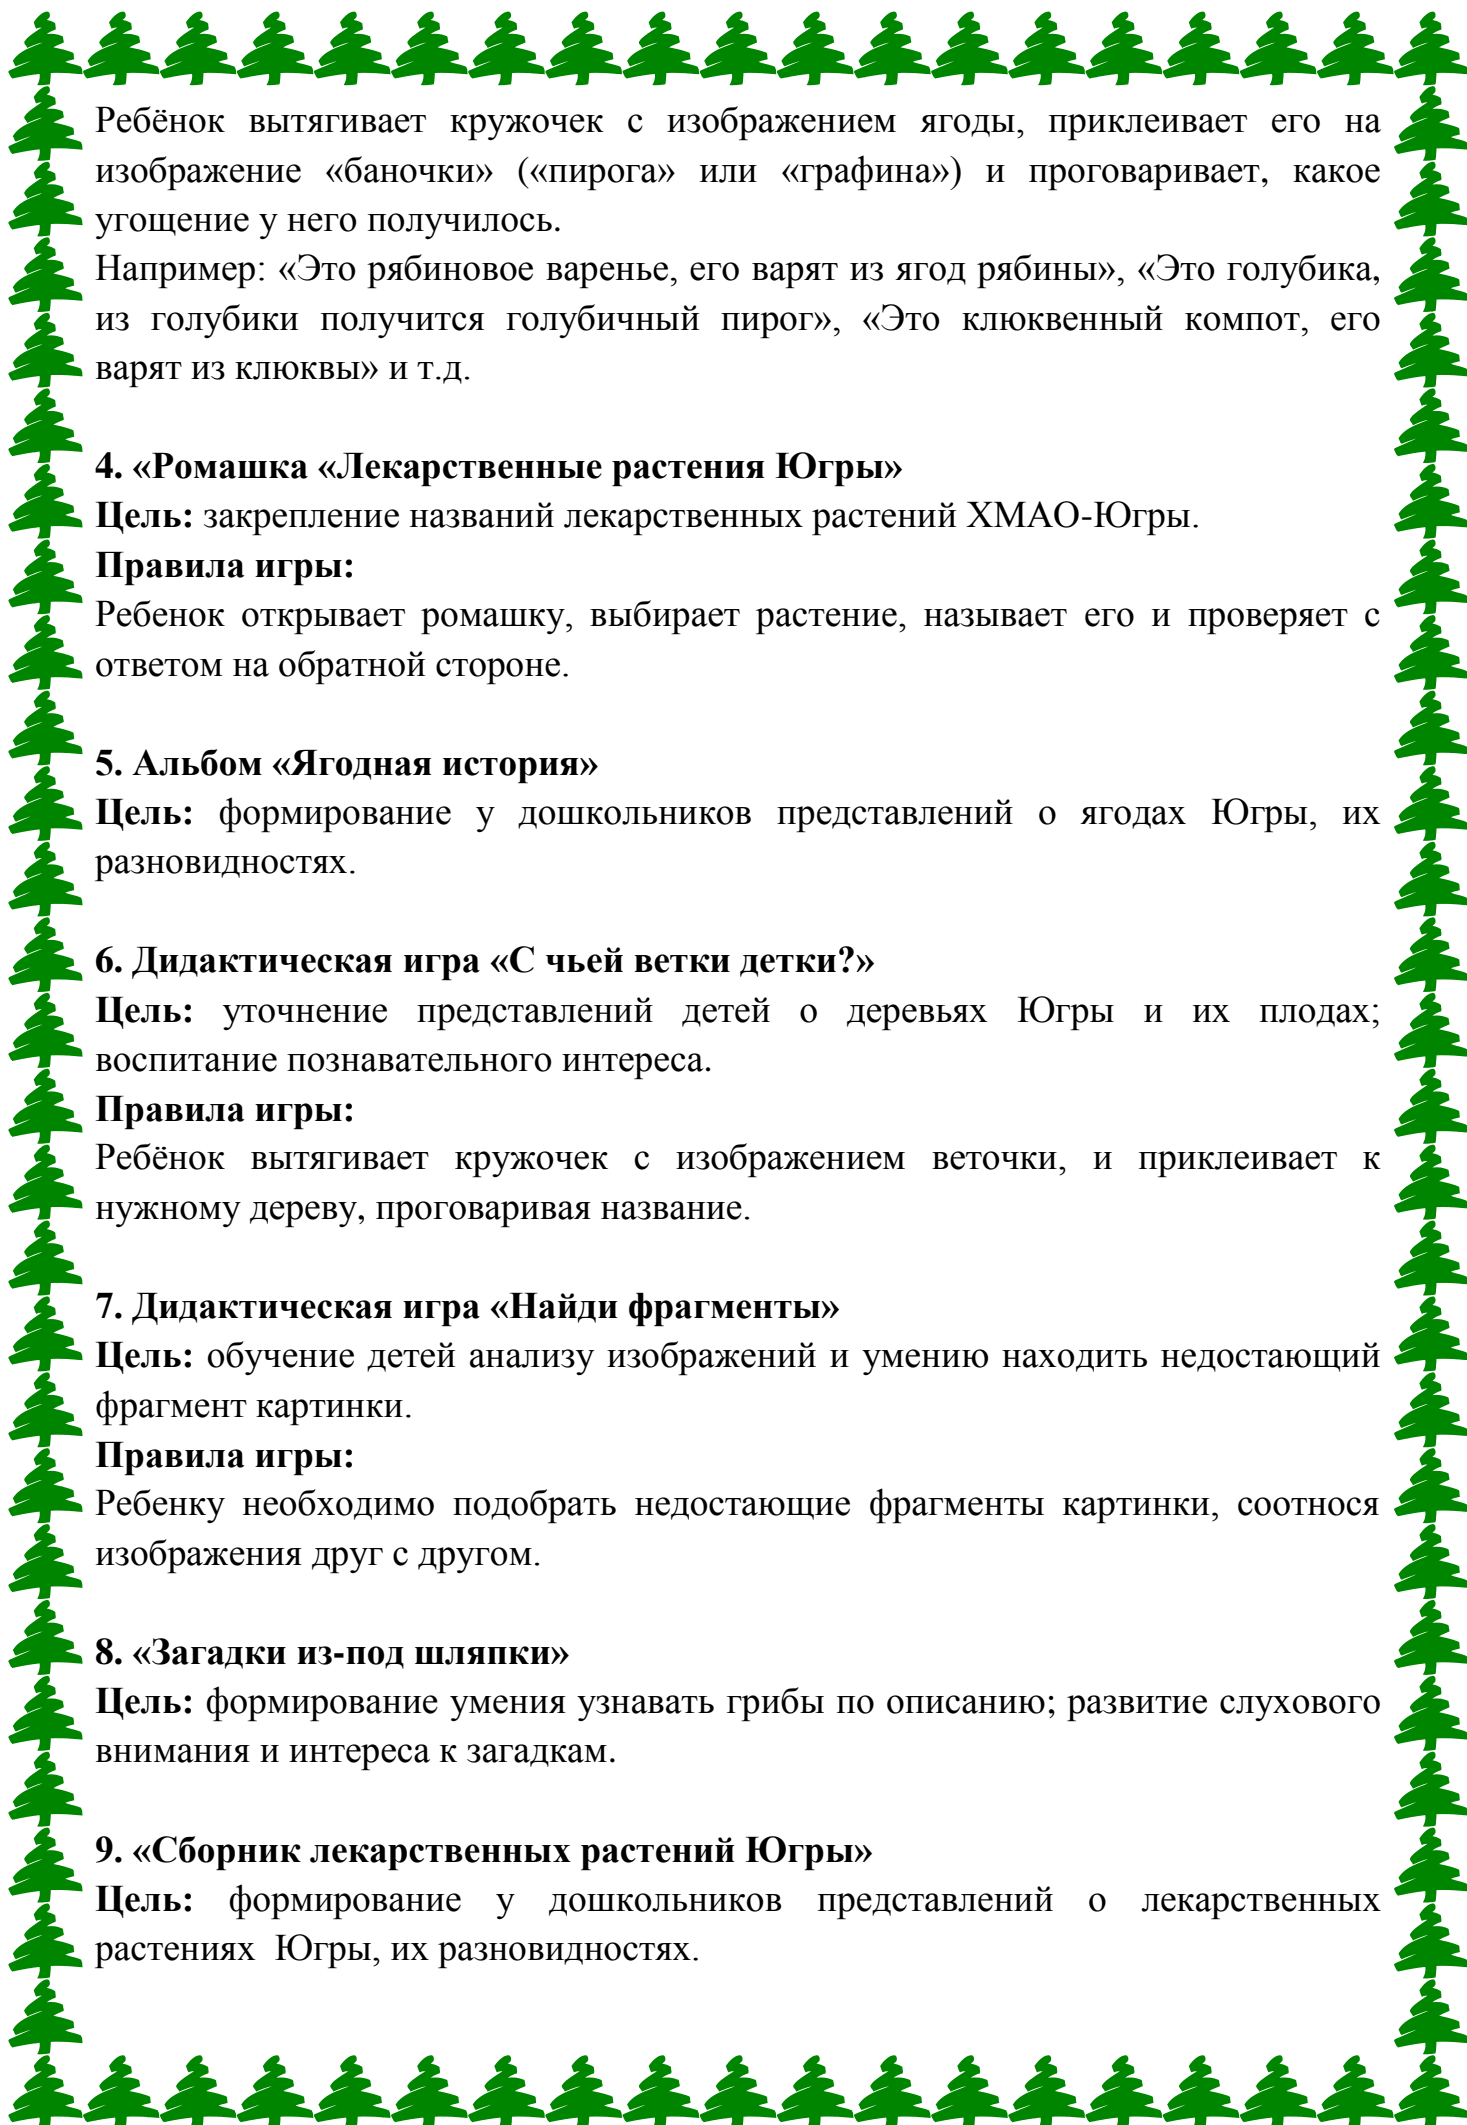 Ребёнок вытягивает кружочек с изображением ягоды, приклеивает его на
изображение «баночки» («пирога» или «графина») и проговаривает, какое
угощение у него получилось.
Например: «Это рябиновое варенье, его варят из ягод рябины», «Это голубика,
из голубики получится голубичный пирог», «Это клюквенный компот, его
варят из клюквы» и т.д.
4. «Ромашка «Лекарственные растения Югры»
Цель: закрепление названий лекарственных растений ХМАО-Югры.
Правила игры:
Ребенок открывает ромашку, выбирает растение, называет его и проверяет с
ответом на обратной стороне.
5. Альбом «Ягодная история»
Цель: формирование у дошкольников представлений о ягодах Югры, их
разновидностях.
6. Дидактическая игра «С чьей ветки детки?»
Цель: уточнение представлений детей о деревьях Югры и их плодах;
воспитание познавательного интереса.
Правила игры:
Ребёнок вытягивает кружочек с изображением веточки, и приклеивает к
нужному дереву, проговаривая название.
7. Дидактическая игра «Найди фрагменты»
Цель: обучение детей анализу изображений и умению находить недостающий
фрагмент картинки.
Правила игры:
Ребенку необходимо подобрать недостающие фрагменты картинки, соотнося
изображения друг с другом.
8. «Загадки из-под шляпки»
Цель: формирование умения узнавать грибы по описанию; развитие слухового
внимания и интереса к загадкам.
9. «Сборник лекарственных растений Югры»
Цель: формирование у дошкольников представлений о лекарственных
растениях  Югры, их разновидностях.